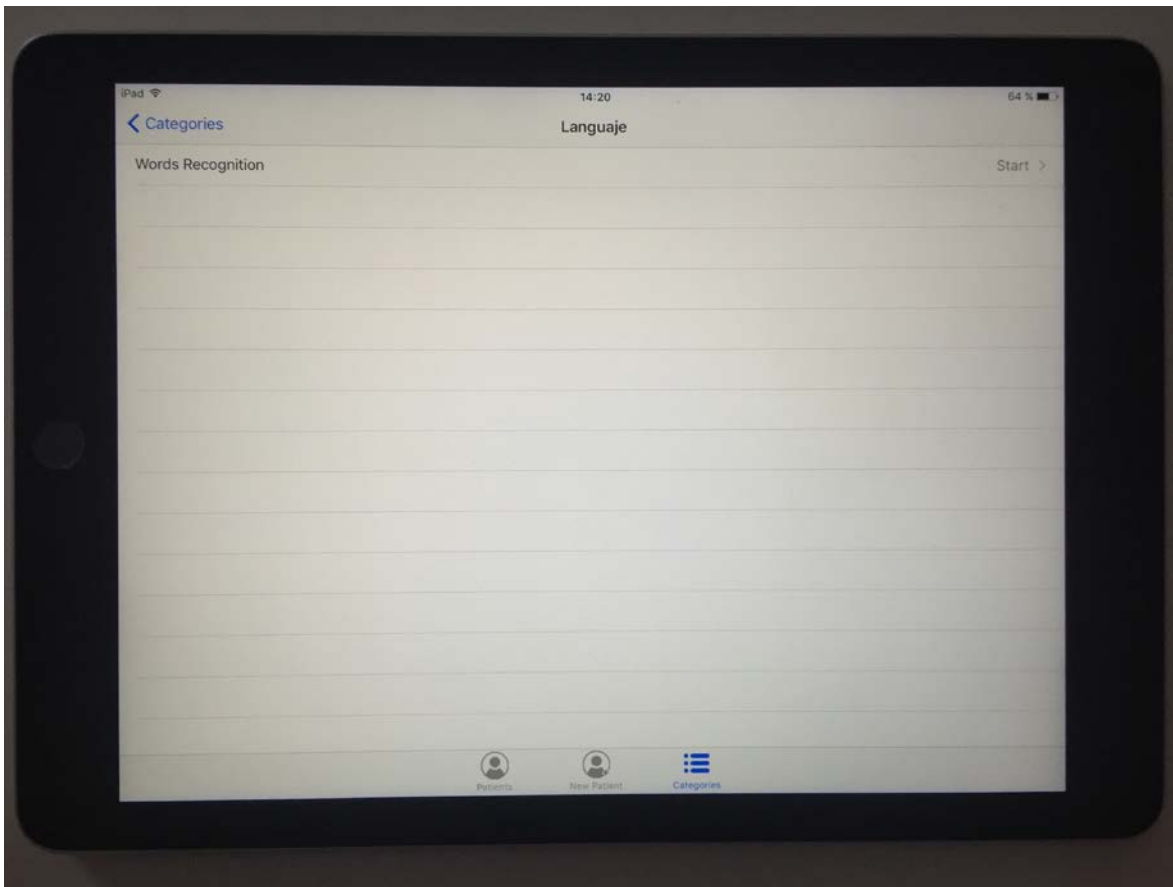 iPad 14:20 64 %
Categories Languaje
Words Recognition Start
Patients New Patient Categories